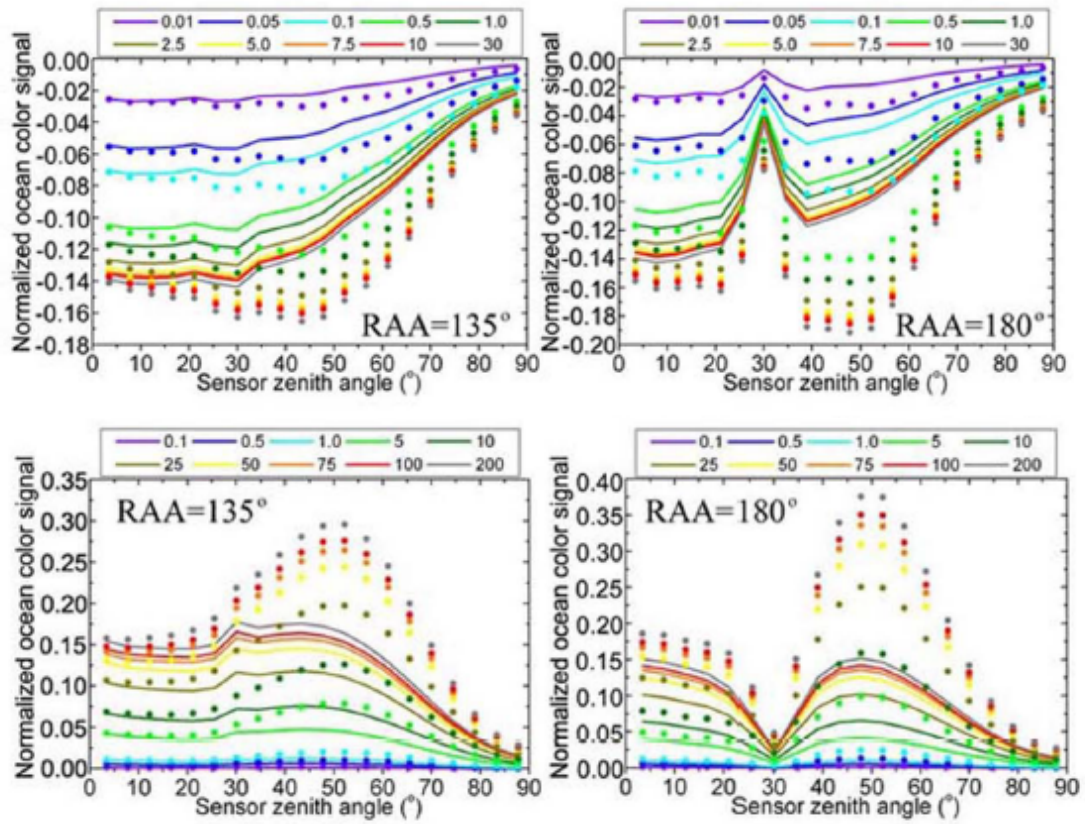 0.01 0.05 0.1 0.5 1.0
2.5 5.0 7.5 10 30
Normalized ocean color signal
0.00
-0.02
-0.04
-0.06
-0.08
-0.10
-0.12
-0.14
-0.16
-0.18
RAA=135°
0 10 20 30 40 50 60 70 80 90
Sensor zenith angle (°)
0.01 0.05 0.1 0.5 1.0
2.5 5.0 7.5 10 30
Normalized ocean color signal
0.00
-0.02
-0.04
-0.06
-0.08
-0.10
-0.12
-0.14
-0.16
-0.18
-0.20
RAA=180°
0 10 20 30 40 50 60 70 80 90
Sensor zenith angle (°)
0.1 0.5 1.0 5 10
25 50 75 100 200
Normalized ocean color signal
0.35
0.30
0.25
0.20
0.15
0.10
0.05
0.00
RAA=135°
0 10 20 30 40 50 60 70 80 90
Sensor zenith angle (°)
0.1 0.5 1.0 5 10
25 50 75 100 200
Normalized ocean color signal
0.40
0.35
0.30
0.25
0.20
0.15
0.10
0.05
0.00
RAA=180°
0 10 20 30 40 50 60 70 80 90
Sensor zenith angle (°)